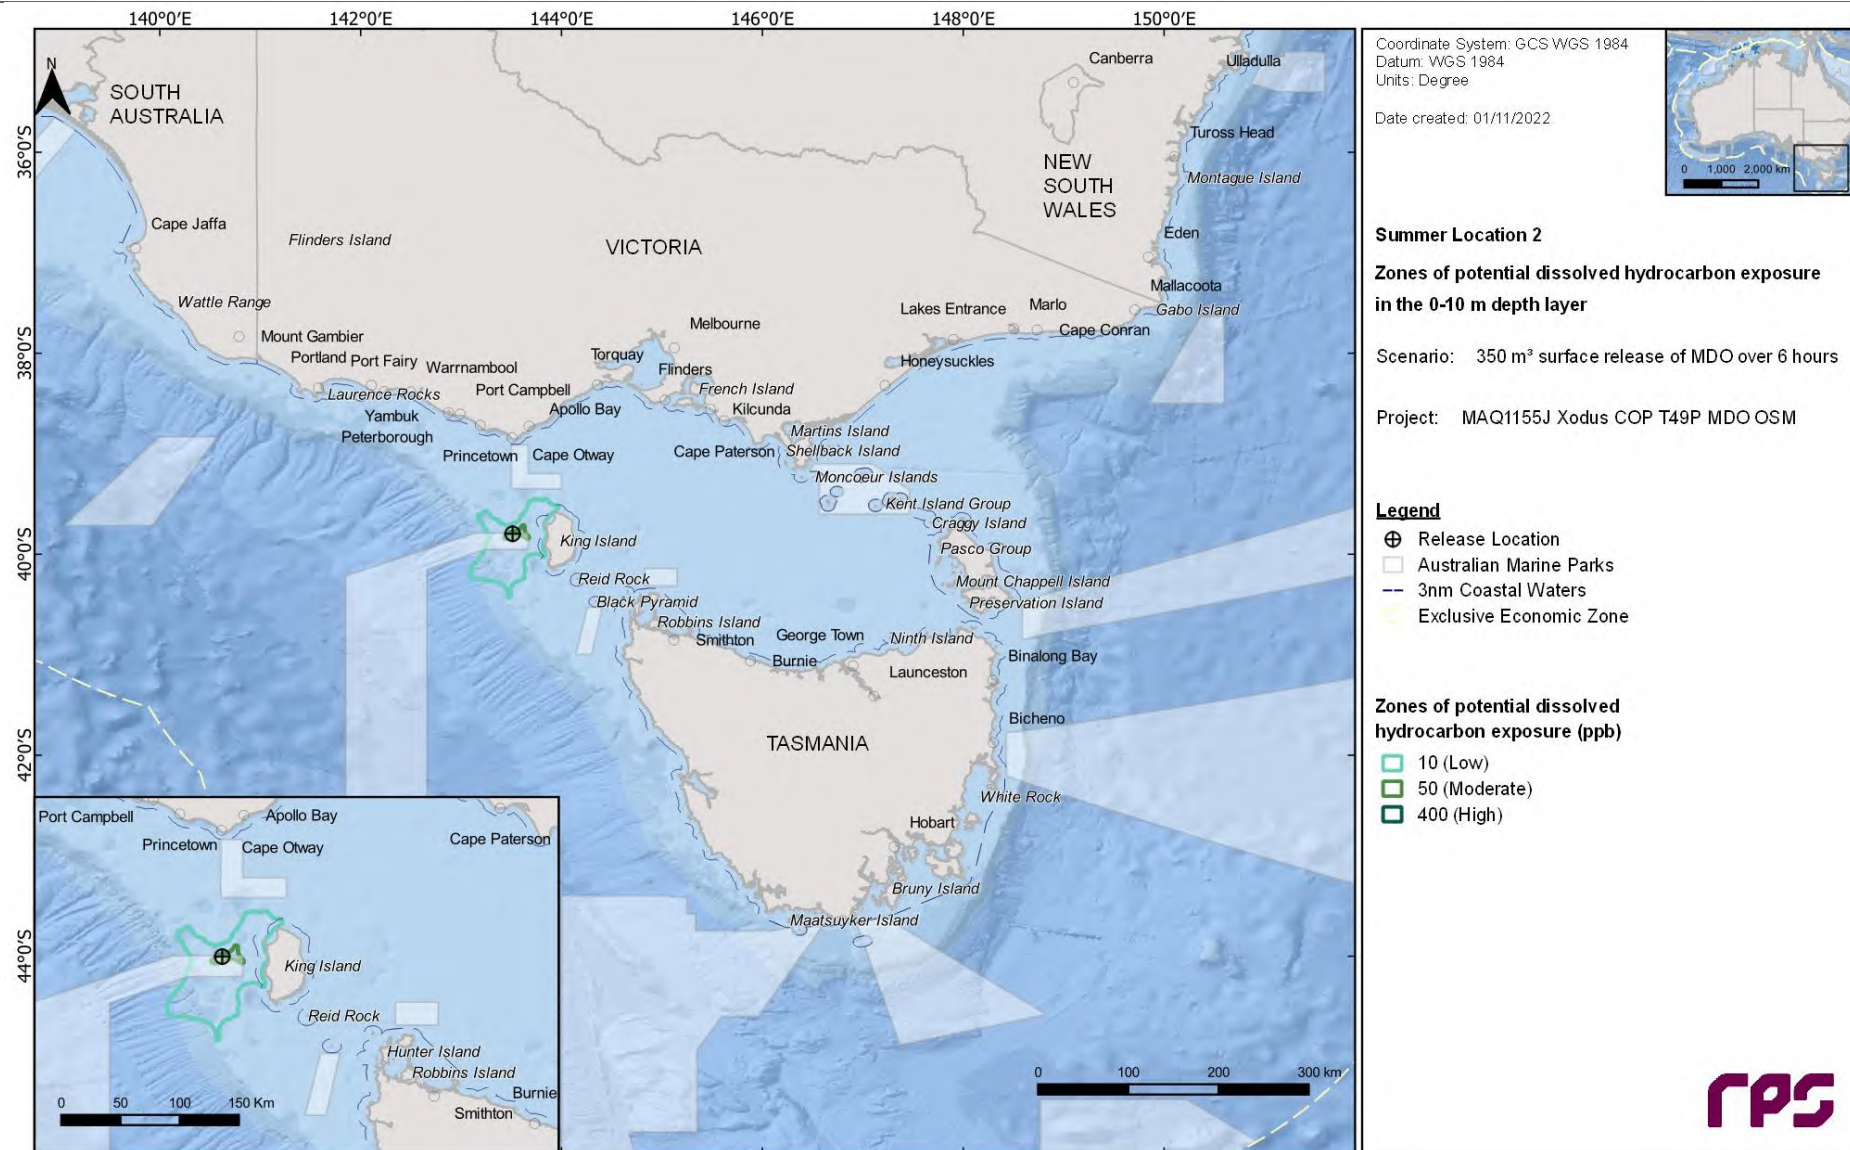 140°0'E
142°0'E
144°0'E
146°0'E
148°0'E
150°0'E
36°0'S
38°0'S
40°0'S
42°0'S
44°0'S
N
SOUTH
AUSTRALIA
Canberra
Ulladulla
Tuross Head
NEW
SOUTH
WALES
Montague Island
Cape Jaffa
Flinders Island
VICTORIA
Eden
Wattle Range
Mallacoota
Lakes Entrance
Marlo
Gabo Island
Mount Gambier
Melbourne
Cape Conran
Portland
Port Fairy
Warrnambool
Torquay
Flinders
Honeysuckles
Laurence Rocks
Port Campbell
French Island
Yambuk
Apollo Bay
Kilcunda
Peterborough
Martins Island
Princetown
Cape Otway
Cape Paterson
Shellback Island
Moncoeur Islands
Kent Island Group
Craggy Island
King Island
Pasco Group
Reid Rock
Mount Chappell Island
Black Pyramid
Preservation Island
Robbins Island
Smithton
George Town
Ninth Island
Burnie
Launceston
Binalong Bay
Bicheno
TASMANIA
White Rock
Hobart
Bruny Island
Maatsuyker Island
0 100 200 300 km
Port Campbell
Apollo Bay
Princetown
Cape Otway
Cape Paterson
King Island
Reid Rock
Hunter Island
Robbins Island
Burnie
Smithton
0 50 100 150 Km
Coordinate System: GCS WGS 1984
Datum: WGS 1984
Units: Degree
Date created: 01/11/2022
0 1,000 2,000 km
Summer Location 2
Zones of potential dissolved hydrocarbon exposure
in the 0-10 m depth layer
Scenario: 350 m³ surface release of MDO over 6 hours
Project: MAQ1155J Xodus COP T49P MDO OSM
Legend
Release Location
Australian Marine Parks
3nm Coastal Waters
Exclusive Economic Zone
Zones of potential dissolved
hydrocarbon exposure (ppb)
10 (Low)
50 (Moderate)
400 (High)
rps